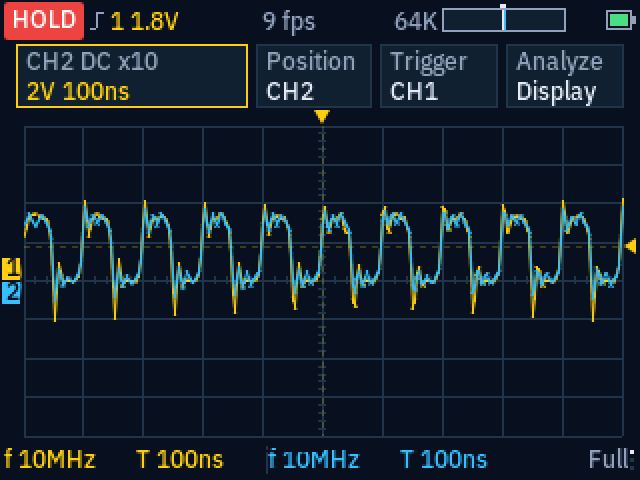 HOLD 1 1.8V 9 fps 64K
CH2 DC x10 Position Trigger Analyze
2V 100ns CH2 CH1 Display
1
2
f 10MHz T 100ns f 10MHz T 100ns Full